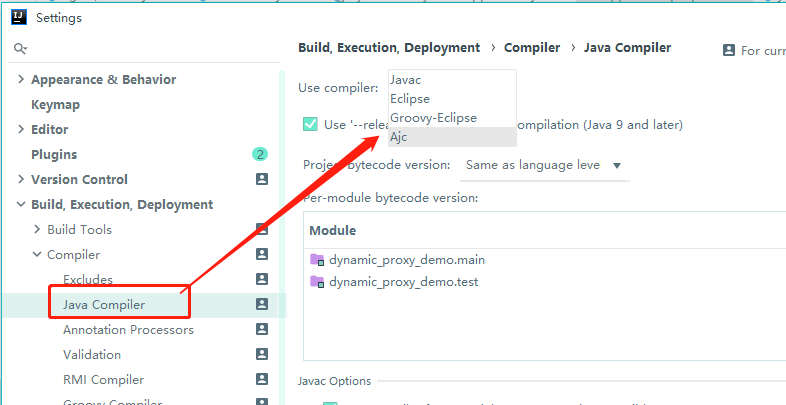 Settings
Appearance & Behavior
Keymap
Editor
Plugins 2
Version Control
Build, Execution, Deployment
Build Tools
Compiler
Excludes
Java Compiler
Annotation Processors
Validation
RMI Compiler
Groovy Compiler
Build, Execution, Deployment › Compiler › Java Compiler For curr
Use compiler:
Javac
Eclipse
Groovy-Eclipse
Ajc
Use '--relea ompilation (Java 9 and later)
Project bytecode version: Same as language leve
Per-module bytecode version:
Module
dynamic_proxy_demo.main
dynamic_proxy_demo.test
Javac Options